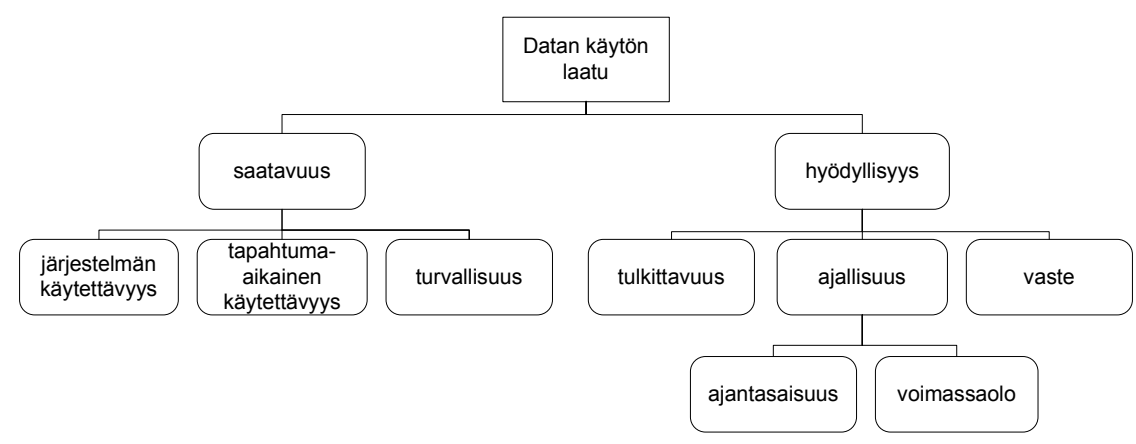 Datan käytön
laatu
saatavuus
hyödyllisyys
järjestelmän
käytettävyys
tapahtuma-
aikainen
käytettävyys
turvallisuus
tulkittavuus
ajallisuus
vaste
ajantasaisuus
voimassaolo